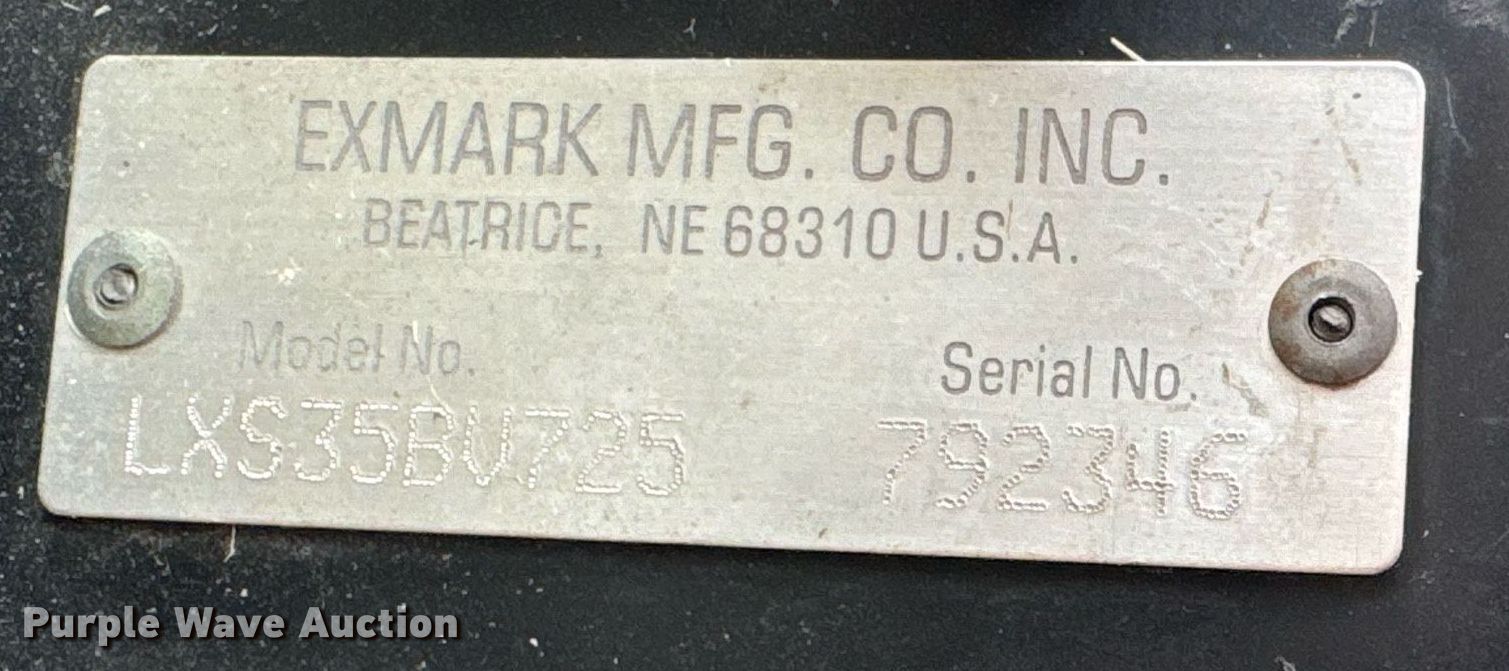 EXMARK MFG. CO. INC.
BEATRICE, NE 68310 U.S.A.
Model No. Serial No.
LXS35BV725 792346
Purple Wave Auction